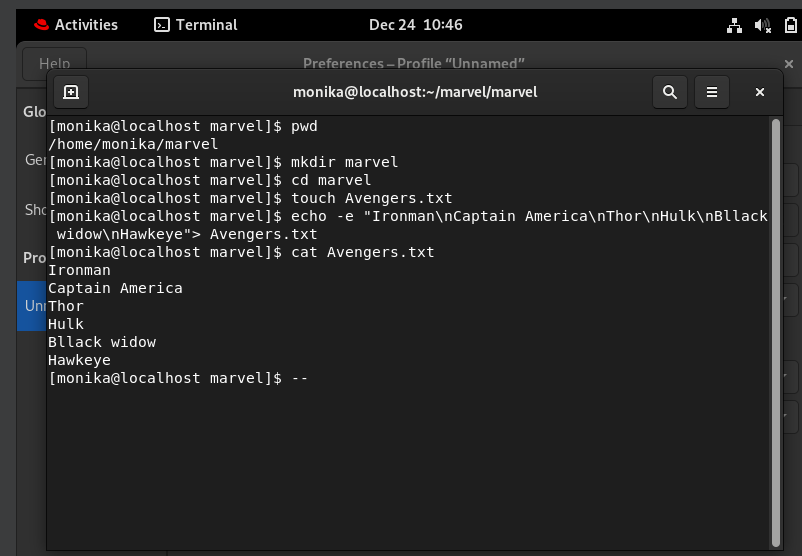 Activities Terminal Dec 24 10:46
Help Preferences – Profile “Unnamed”
monika@localhost:~/marvel/marvel
Glo
Ger
Sho
Pro
Unr
[monika@localhost marvel]$ pwd
/home/monika/marvel
[monika@localhost marvel]$ mkdir marvel
[monika@localhost marvel]$ cd marvel
[monika@localhost marvel]$ touch Avengers.txt
[monika@localhost marvel]$ echo -e "Ironman\nCaptain America\nThor\nHulk\nBllack
 widow\nHawkeye"> Avengers.txt
[monika@localhost marvel]$ cat Avengers.txt
Ironman
Captain America
Thor
Hulk
Bllack widow
Hawkeye
[monika@localhost marvel]$ --